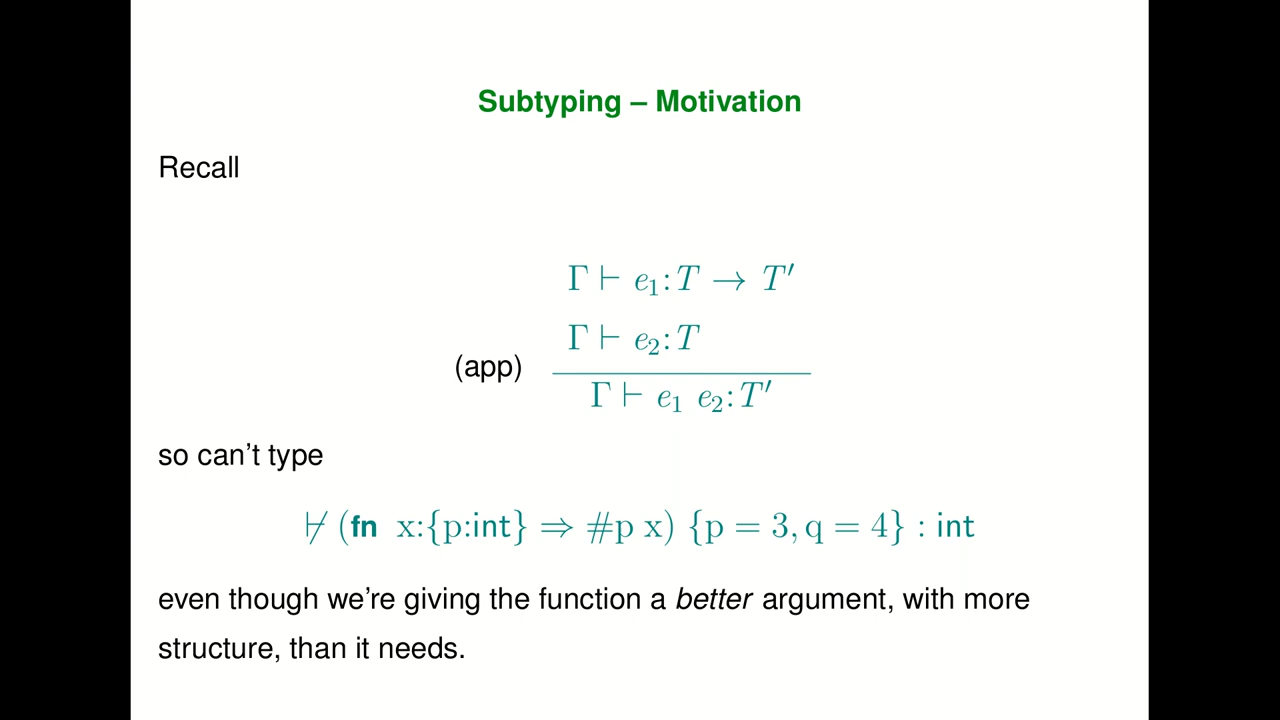 Subtyping – Motivation
Recall
Γ ⊢ e₁:T → T′
Γ ⊢ e₂:T
(app)
Γ ⊢ e₁ e₂:T′
so can't type
⊬ (fn x:{p:int} ⇒ #p x) {p = 3, q = 4} : int
even though we're giving the function a better argument, with more
structure, than it needs.